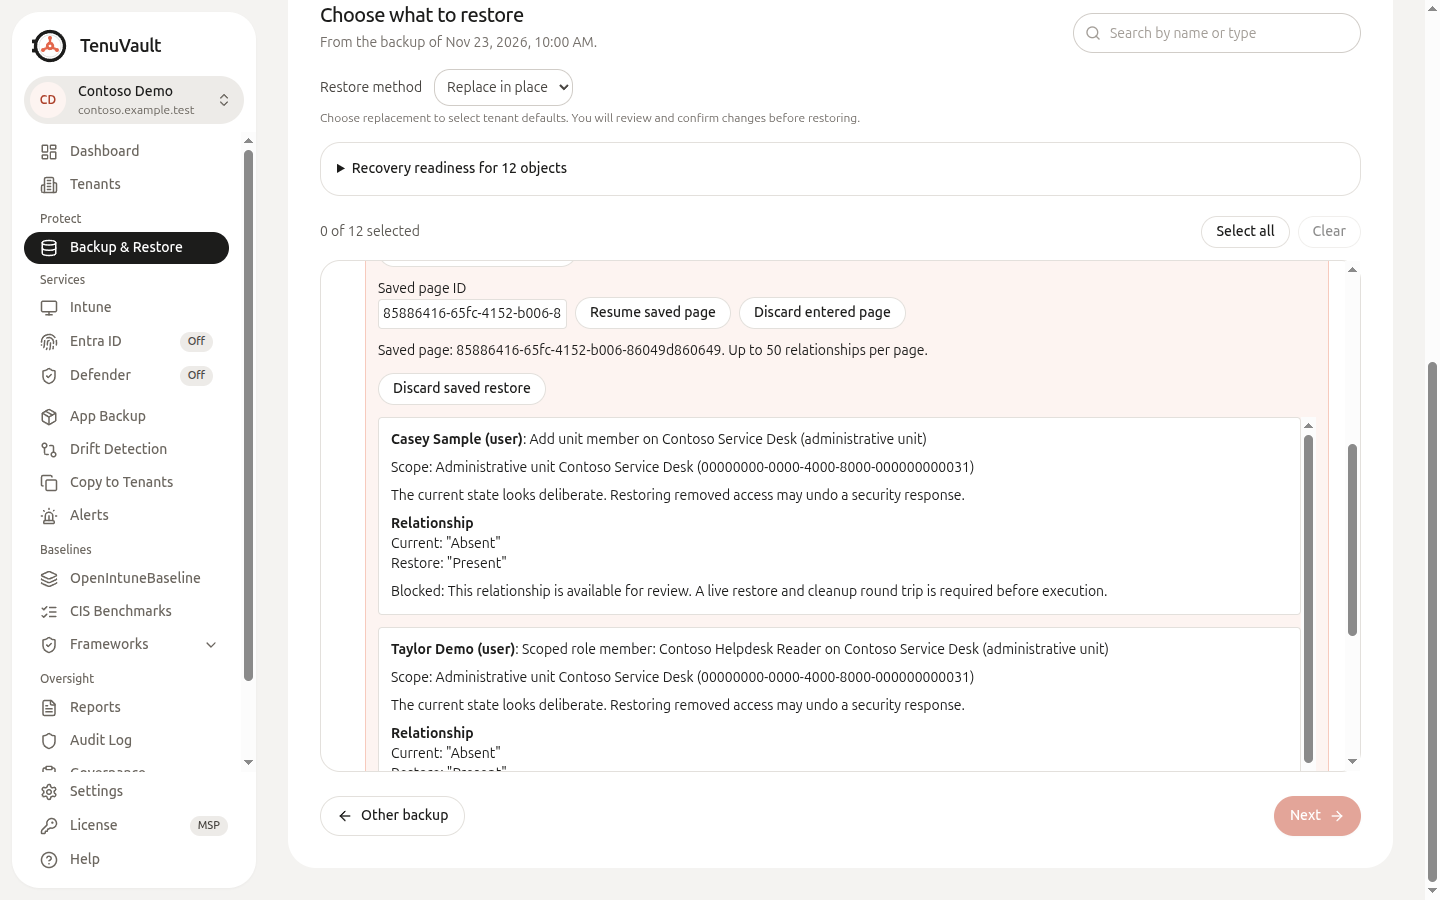 TenuVault
CD
Contoso Demo
contoso.example.test
Dashboard
Tenants
Protect
Backup & Restore
Services
Intune
Entra ID
Off
Defender
Off
App Backup
Drift Detection
Copy to Tenants
Alerts
Baselines
OpenIntuneBaseline
CIS Benchmarks
Frameworks
Oversight
Reports
Audit Log
Governance
Settings
License
MSP
Help
Choose what to restore
From the backup of Nov 23, 2026, 10:00 AM.
Search by name or type
Restore method
Replace in place
Choose replacement to select tenant defaults. You will review and confirm changes before restoring.
Recovery readiness for 12 objects
0 of 12 selected
Select all
Clear
Saved page ID
85886416-65fc-4152-b006-8
Resume saved page
Discard entered page
Saved page: 85886416-65fc-4152-b006-86049d860649. Up to 50 relationships per page.
Discard saved restore
Casey Sample (user): Add unit member on Contoso Service Desk (administrative unit)
Scope: Administrative unit Contoso Service Desk (00000000-0000-4000-8000-000000000031)
The current state looks deliberate. Restoring removed access may undo a security response.
Relationship
Current: "Absent"
Restore: "Present"
Blocked: This relationship is available for review. A live restore and cleanup round trip is required before execution.
Taylor Demo (user): Scoped role member: Contoso Helpdesk Reader on Contoso Service Desk (administrative unit)
Scope: Administrative unit Contoso Service Desk (00000000-0000-4000-8000-000000000031)
The current state looks deliberate. Restoring removed access may undo a security response.
Relationship
Current: "Absent"
Restore: "Present"
Other backup
Next